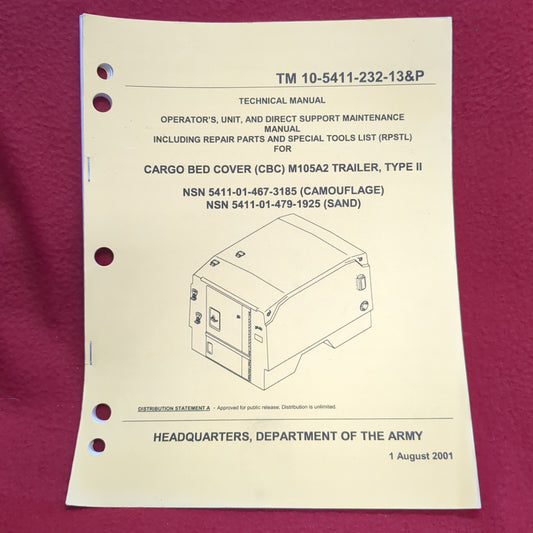 TM 10-5411-232-13&P
TECHNICAL MANUAL
OPERATOR'S, UNIT, AND DIRECT SUPPORT MAINTENANCE
MANUAL
INCLUDING REPAIR PARTS AND SPECIAL TOOLS LIST (RPSTL)
FOR
CARGO BED COVER (CBC) M105A2 TRAILER, TYPE II
NSN 5411-01-467-3185 (CAMOUFLAGE)
NSN 5411-01-479-1925 (SAND)
DISTRIBUTION STATEMENT A - Approved for public release; Distribution is unlimited.
HEADQUARTERS, DEPARTMENT OF THE ARMY
1 August 2001